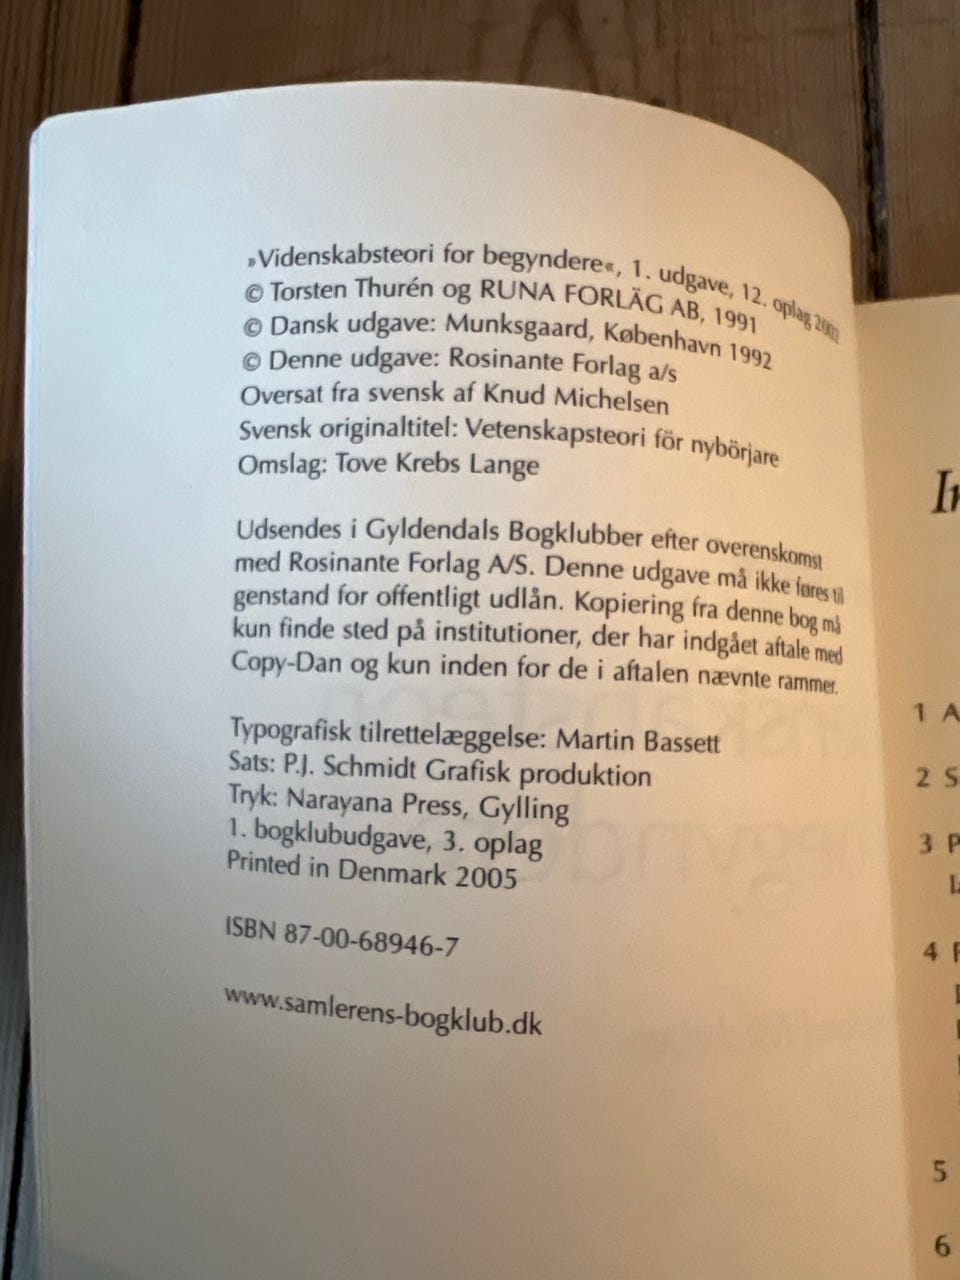 »Videnskabsteori for begyndere«, 1. udgave, 12. oplag 2002
© Torsten Thurén og RUNA FORLÄG AB, 1991
© Dansk udgave: Munksgaard, København 1992
© Denne udgave: Rosinante Forlag a/s
Oversat fra svensk af Knud Michelsen
Svensk originaltitel: Vetenskapsteori för nybörjare
Omslag: Tove Krebs Lange
Udsendes i Gyldendals Bogklubber efter overenskomst
med Rosinante Forlag A/S. Denne udgave må ikke føres til
genstand for offentligt udlån. Kopiering fra denne bog må
kun finde sted på institutioner, der har indgået aftale med
Copy-Dan og kun inden for de i aftalen nævnte rammer.
Typografisk tilrettelæggelse: Martin Bassett
Sats: P.J. Schmidt Grafisk produktion
Tryk: Narayana Press, Gylling
1. bogklubudgave, 3. oplag
Printed in Denmark 2005
ISBN 87-00-68946-7
www.samlerens-bogklub.dk
1
2
3
4
5
6